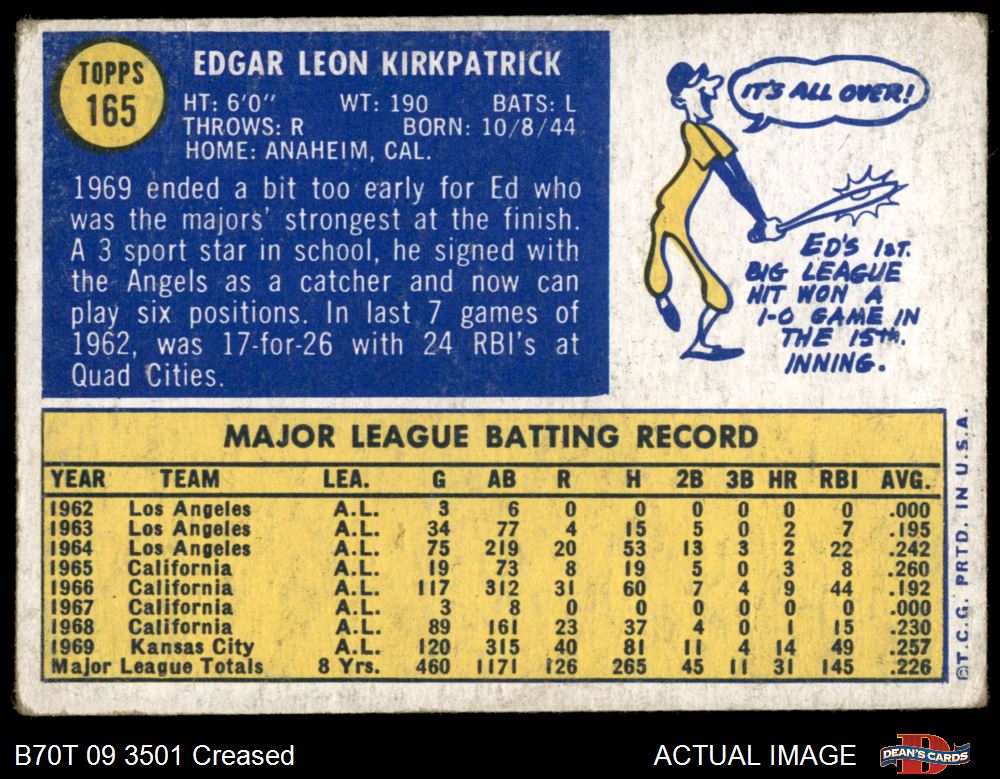 TOPPS
165
EDGAR LEON KIRKPATRICK
HT: 6'0" WT: 190 BATS: L
THROWS: R BORN: 10/8/44
HOME: ANAHEIM, CAL.
1969 ended a bit too early for Ed who
was the majors' strongest at the finish.
A 3 sport star in school, he signed with
the Angels as a catcher and now can
play six positions. In last 7 games of
1962, was 17-for-26 with 24 RBI's at
Quad Cities.
IT'S ALL OVER!
ED'S 1ST.
BIG LEAGUE
HIT WON A
1-0 GAME IN
THE 15TH.
INNING.
MAJOR LEAGUE BATTING RECORD
YEAR TEAM LEA. G AB R H 2B 3B HR RBI AVG.
1962 Los Angeles A.L. 3 6 0 0 0 0 0 0 .000
1963 Los Angeles A.L. 34 77 4 15 5 0 2 7 .195
1964 Los Angeles A.L. 75 219 20 53 13 3 2 22 .242
1965 California A.L. 19 73 8 19 5 0 3 8 .260
1966 California A.L. 117 312 31 60 7 4 9 44 .192
1967 California A.L. 3 8 0 0 0 0 0 0 .000
1968 California A.L. 89 161 23 37 4 0 1 15 .230
1969 Kansas City A.L. 120 315 40 81 11 4 14 49 .257
Major League Totals 8 Yrs. 460 1171 126 265 45 11 31 145 .226
©T.C.G. PRTD. IN U.S.A.
B70T 09 3501 Creased
ACTUAL IMAGE
DEAN'S CARDS